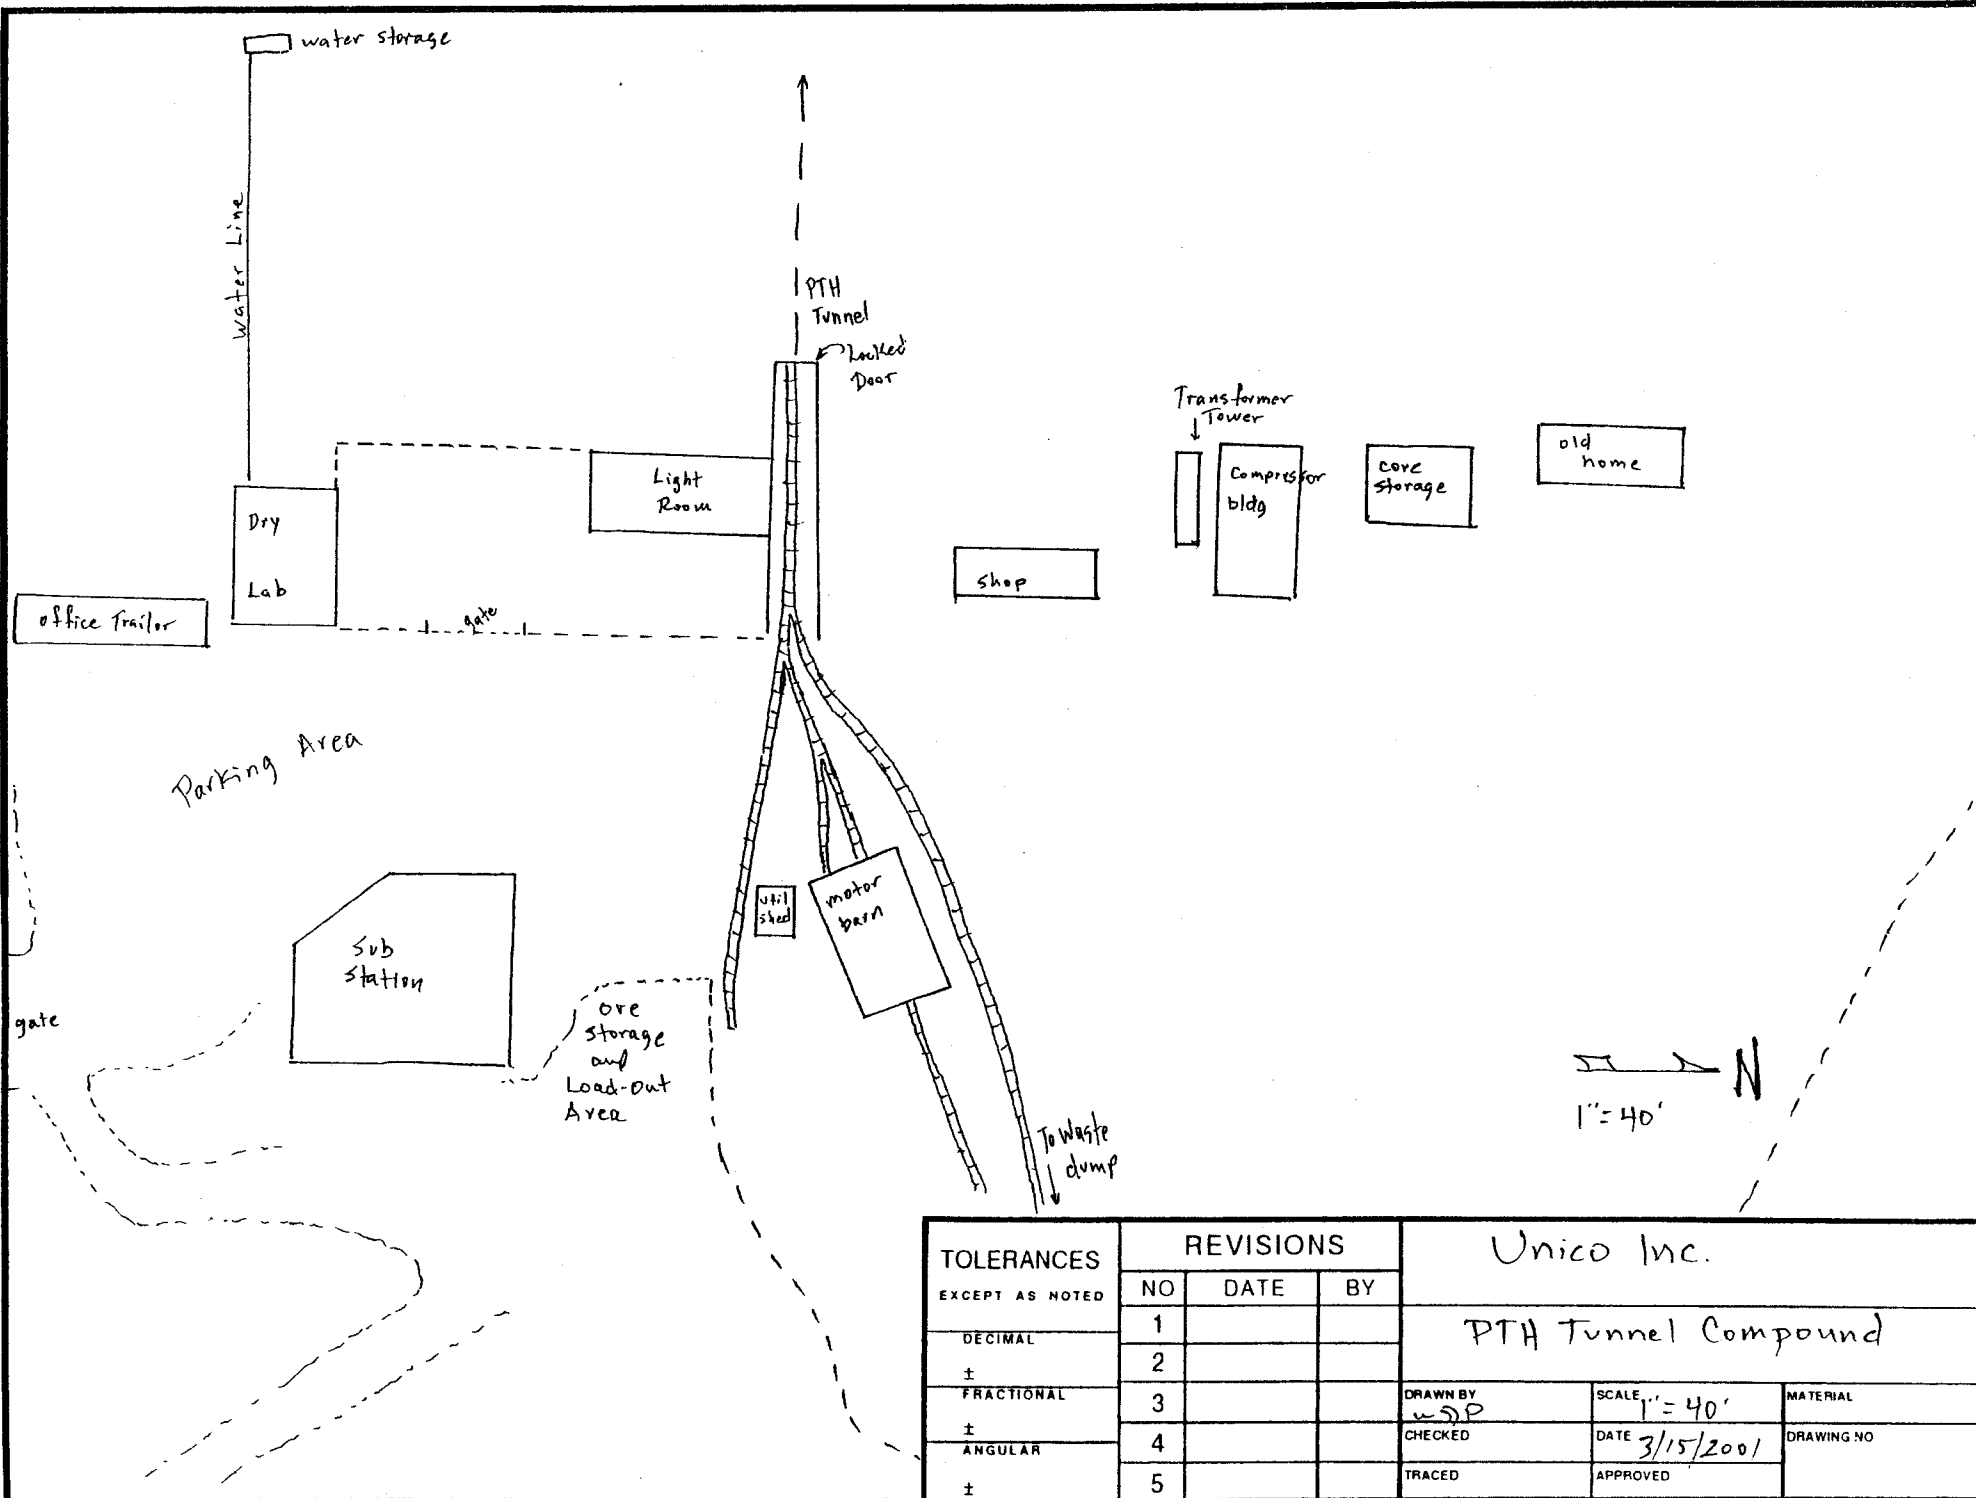 water storage
Water Line
PTH
Tunnel
Locked
Door
Transformer
Tower
old
home
core
storage
Compressor
bldg
Light
Room
Dry
Lab
shop
office Trailor
gate
Parking Area
util
shed
motor
barn
Sub
Station
ore
storage
and
Load-out
Area
gate
N
1"=40'
To Waste
dump
TOLERANCES
EXCEPT AS NOTED
DECIMAL
±
FRACTIONAL
±
ANGULAR
±
REVISIONS
NO DATE BY
1
2
3
4
5
Unico Inc.
PTH Tunnel Compound
DRAWN BY
SCALE 1"=40'
MATERIAL
CHECKED
DATE 3/15/2001
DRAWING NO
TRACED
APPROVED